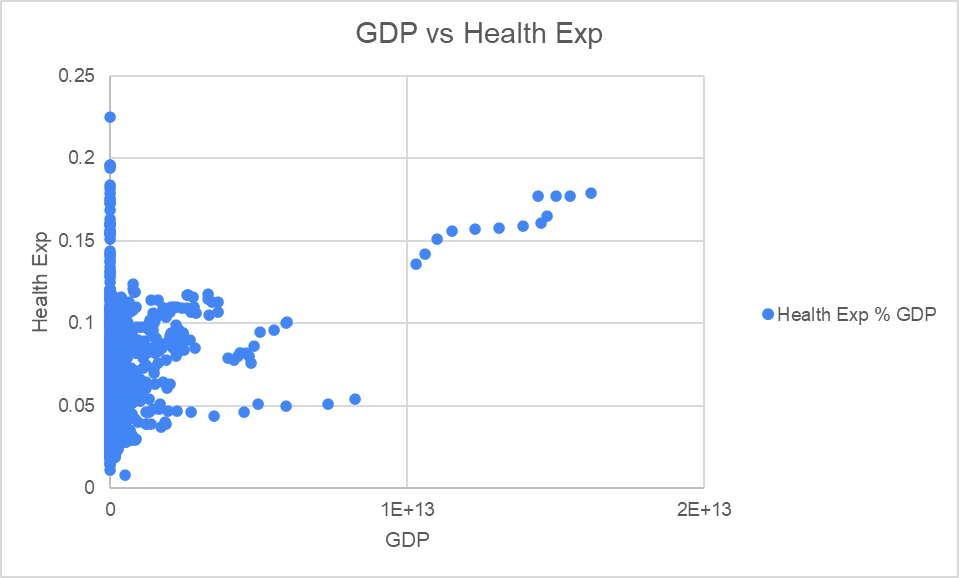 GDP vs Health Exp
0.25
0.2
0.15
0.1
0.05
0
Health Exp
0
1E+13
2E+13
GDP
Health Exp % GDP